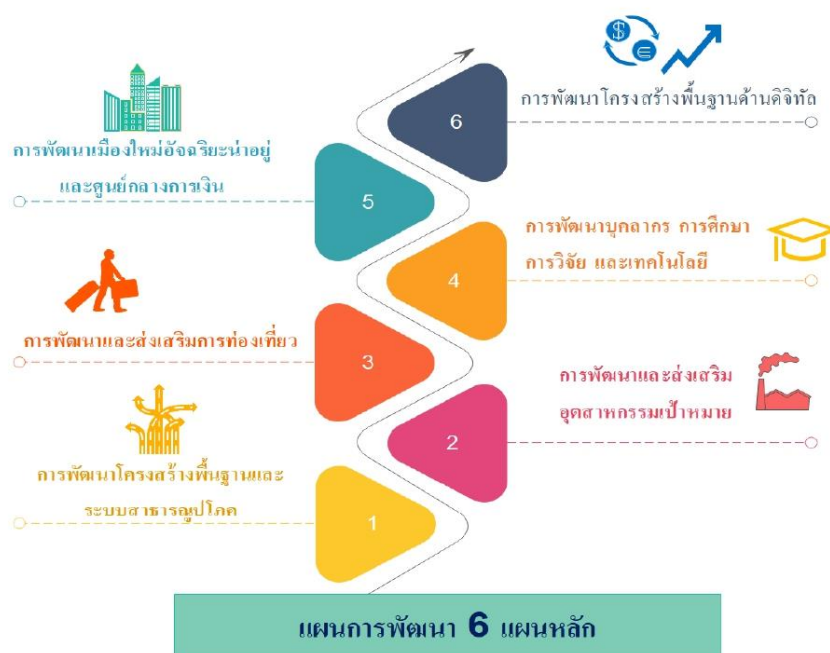 6
การพัฒนาโครงสร้างพื้นฐานด้านดิจิทัล
การพัฒนาเมืองใหม่อัจฉริยะน่าอยู่
และศูนย์กลางการเงิน
5
การพัฒนาบุกลากร การศึกษา
การวิจัย และเทคโนโลยี
4
การพัฒนาและส่งเสริมการท่องเที่ยว
3
การพัฒนาและส่งเสริม
อุตสาหกรรมเป้าหมาย
2
การพัฒนาโครงสร้างพื้นฐานและ
ระบบสาธารณูปโภค
1
แผนการพัฒนา 6 แผนหลัก